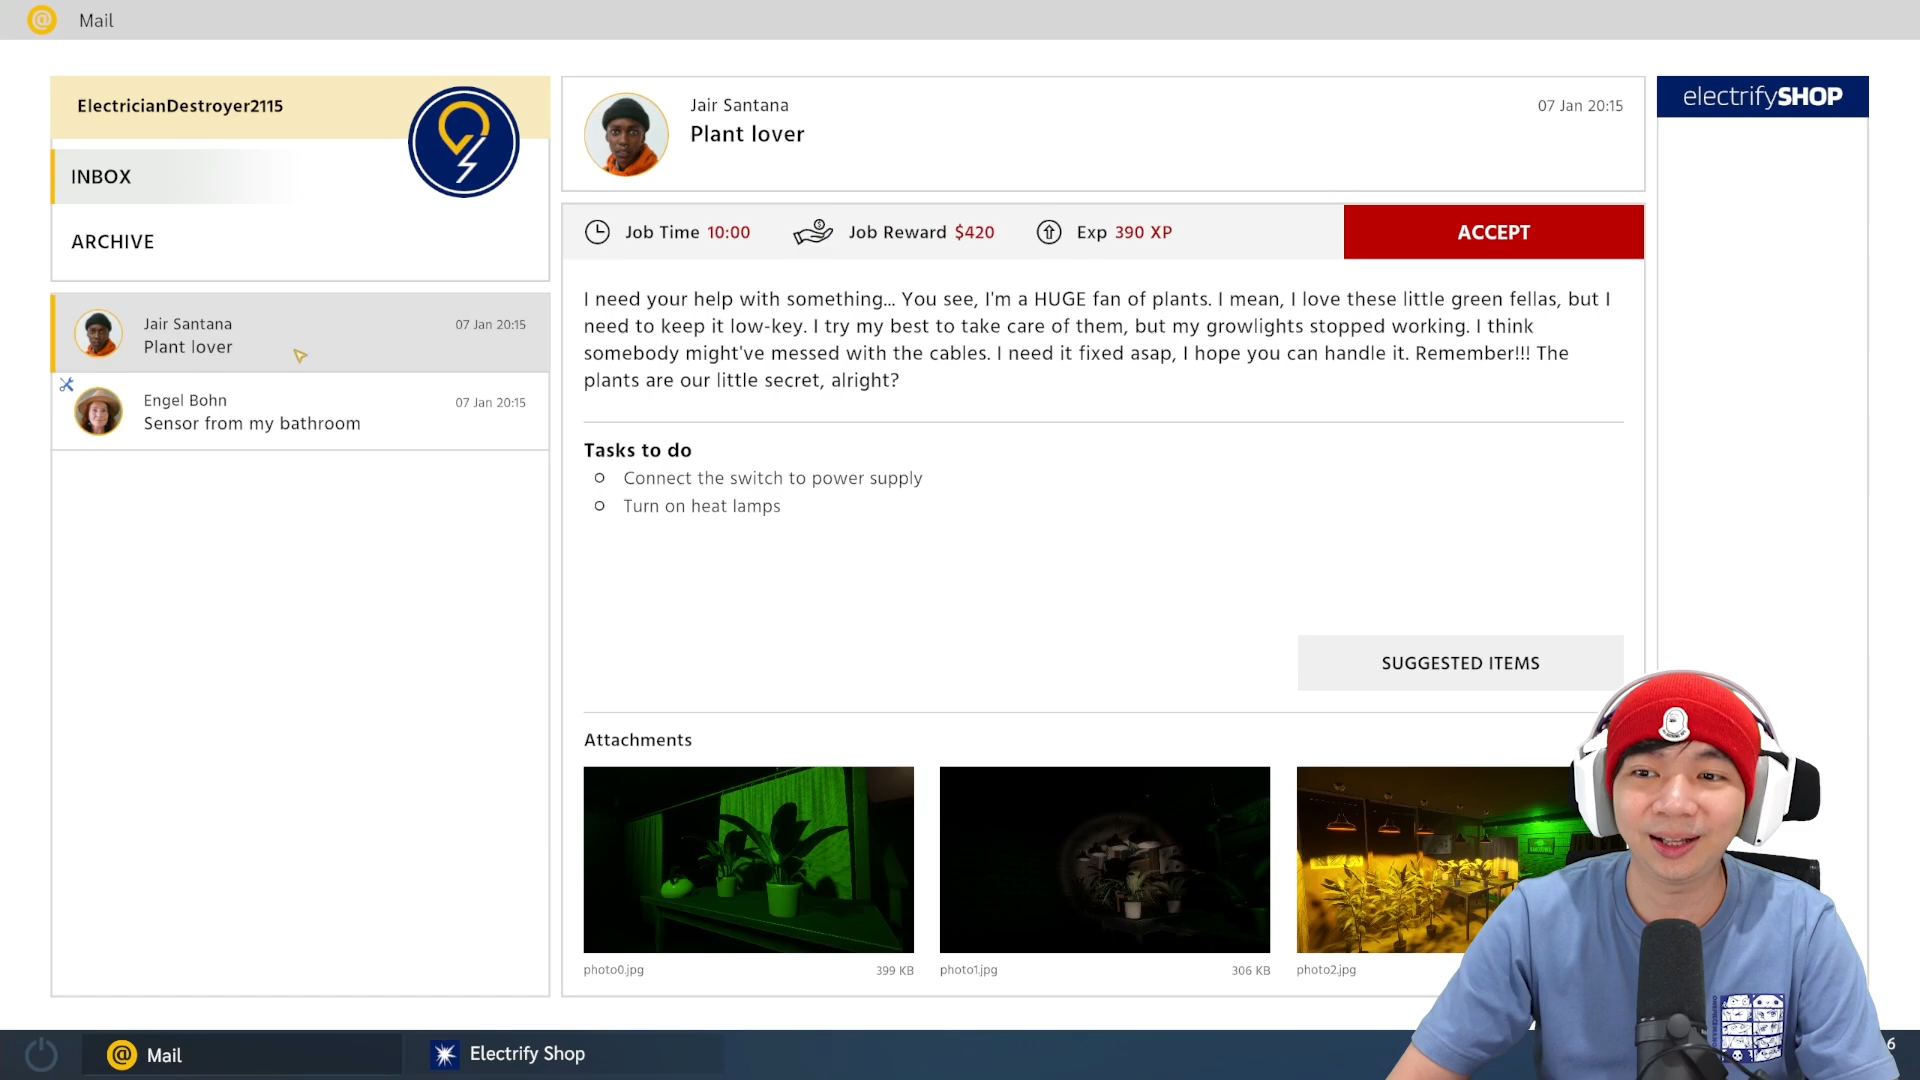 Mail
ElectricianDestroyer2115
INBOX
ARCHIVE
Jair Santana
07 Jan 20:15
Plant lover
Engel Bohn
07 Jan 20:15
Sensor from my bathroom
Jair Santana
07 Jan 20:15
Plant lover
electrifySHOP
Job Time 10:00
Job Reward $420
Exp 390 XP
ACCEPT
I need your help with something... You see, I'm a HUGE fan of plants. I mean, I love these little green fellas, but I
need to keep it low-key. I try my best to take care of them, but my growlights stopped working. I think
somebody might've messed with the cables. I need it fixed asap, I hope you can handle it. Remember!!! The
plants are our little secret, alright?
Tasks to do
Connect the switch to power supply
Turn on heat lamps
SUGGESTED ITEMS
Attachments
photo0.jpg
399 KB
photo1.jpg
306 KB
photo2.jpg
Mail
Electrify Shop
6